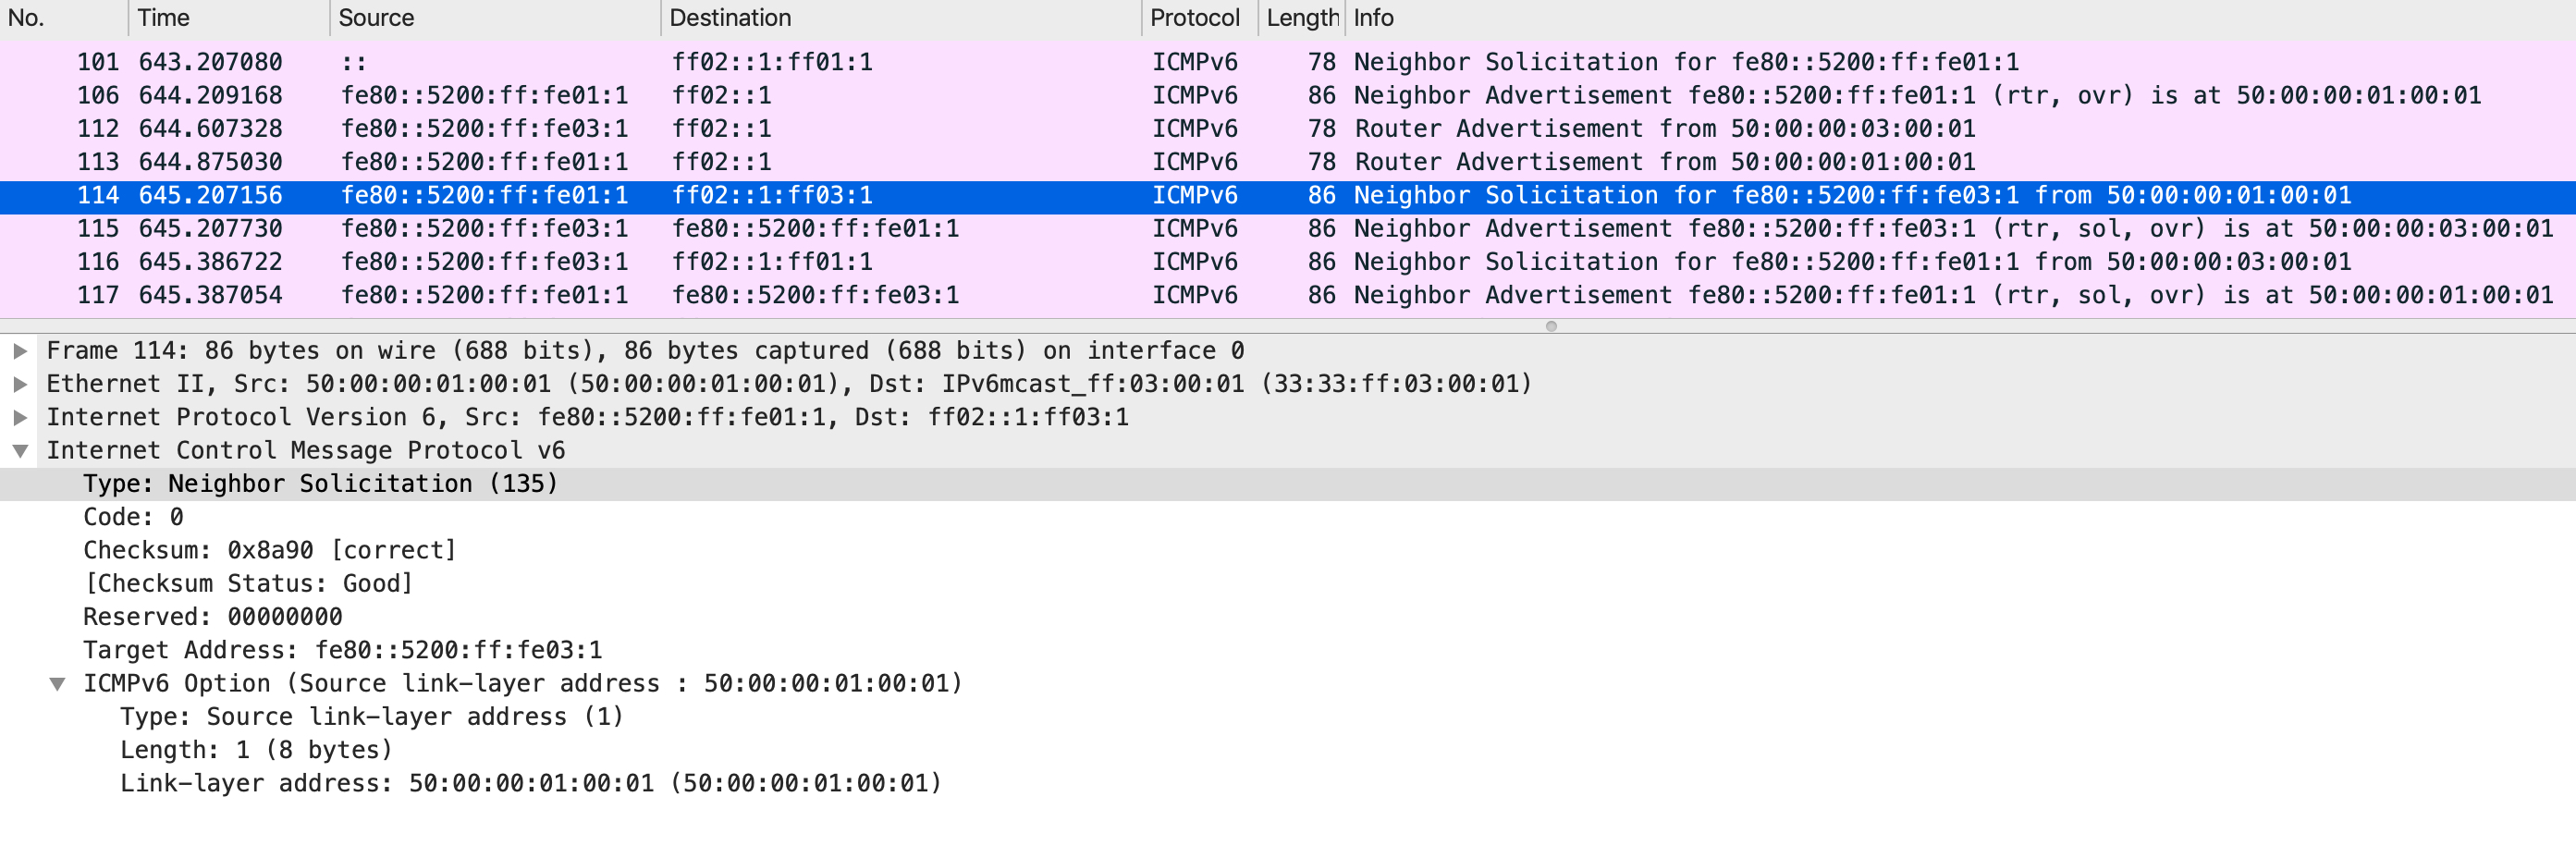 No. Time Source Destination Protocol Length Info
101 643.207080 :: ff02::1:ff01:1 ICMPv6 78 Neighbor Solicitation for fe80::5200:ff:fe01:1
106 644.209168 fe80::5200:ff:fe01:1 ff02::1 ICMPv6 86 Neighbor Advertisement fe80::5200:ff:fe01:1 (rtr, ovr) is at 50:00:00:01:00:01
112 644.607328 fe80::5200:ff:fe03:1 ff02::1 ICMPv6 78 Router Advertisement from 50:00:00:03:00:01
113 644.875030 fe80::5200:ff:fe01:1 ff02::1 ICMPv6 78 Router Advertisement from 50:00:00:01:00:01
114 645.207156 fe80::5200:ff:fe01:1 ff02::1:ff03:1 ICMPv6 86 Neighbor Solicitation for fe80::5200:ff:fe03:1 from 50:00:00:01:00:01
115 645.207730 fe80::5200:ff:fe03:1 fe80::5200:ff:fe01:1 ICMPv6 86 Neighbor Advertisement fe80::5200:ff:fe03:1 (rtr, sol, ovr) is at 50:00:00:03:00:01
116 645.386722 fe80::5200:ff:fe03:1 ff02::1:ff01:1 ICMPv6 86 Neighbor Solicitation for fe80::5200:ff:fe01:1 from 50:00:00:03:00:01
117 645.387054 fe80::5200:ff:fe01:1 fe80::5200:ff:fe03:1 ICMPv6 86 Neighbor Advertisement fe80::5200:ff:fe01:1 (rtr, sol, ovr) is at 50:00:00:01:00:01
Frame 114: 86 bytes on wire (688 bits), 86 bytes captured (688 bits) on interface 0
Ethernet II, Src: 50:00:00:01:00:01 (50:00:00:01:00:01), Dst: IPv6mcast_ff:03:00:01 (33:33:ff:03:00:01)
Internet Protocol Version 6, Src: fe80::5200:ff:fe01:1, Dst: ff02::1:ff03:1
Internet Control Message Protocol v6
Type: Neighbor Solicitation (135)
Code: 0
Checksum: 0x8a90 [correct]
[Checksum Status: Good]
Reserved: 00000000
Target Address: fe80::5200:ff:fe03:1
ICMPv6 Option (Source link-layer address : 50:00:00:01:00:01)
Type: Source link-layer address (1)
Length: 1 (8 bytes)
Link-layer address: 50:00:00:01:00:01 (50:00:00:01:00:01)